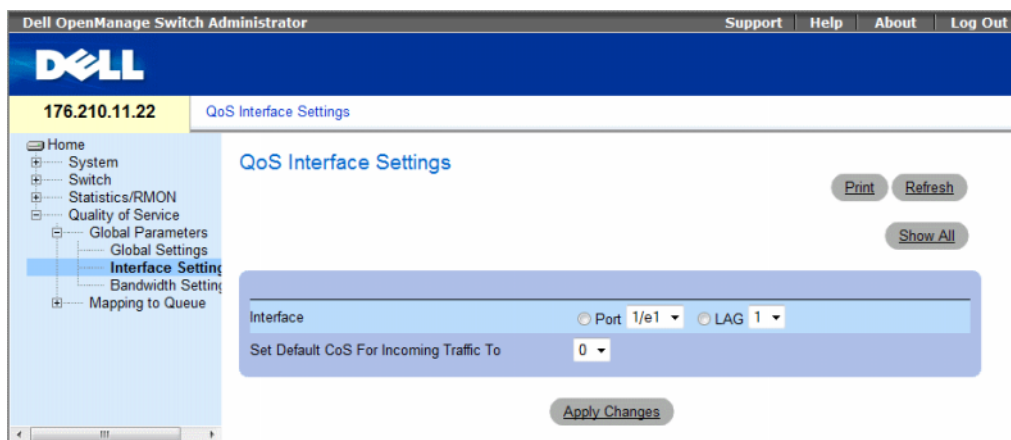 Dell OpenManage Switch Administrator Support Help About Log Out
DELL
176.210.11.22 QoS Interface Settings
Home
System
Switch
Statistics/RMON
Quality of Service
Global Parameters
Global Settings
Interface Setting
Bandwidth Setting
Mapping to Queue
QoS Interface Settings
Print Refresh
Show All
Interface Port 1/e1 LAG 1
Set Default CoS For Incoming Traffic To 0
Apply Changes